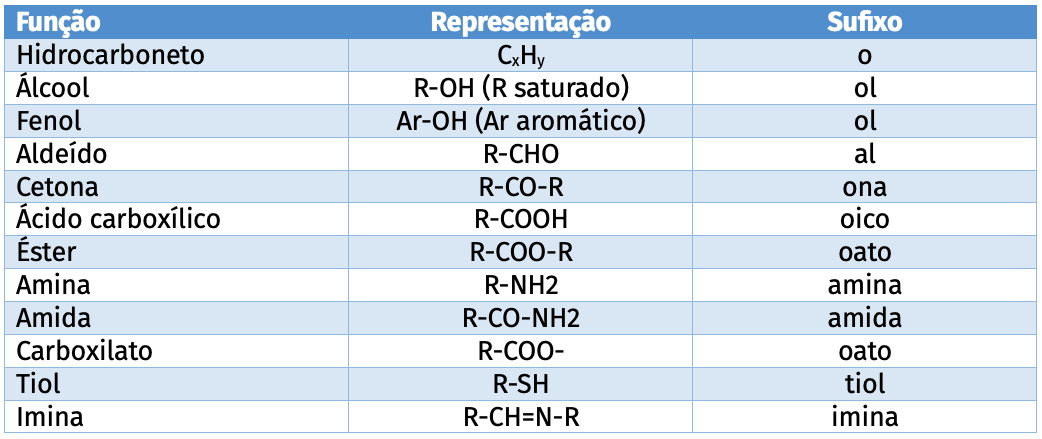 Função Representação Sufixo
Hidrocarboneto CₓHᵧ o
Álcool R-OH (R saturado) ol
Fenol Ar-OH (Ar aromático) ol
Aldeído R-CHO al
Cetona R-CO-R ona
Ácido carboxílico R-COOH oico
Éster R-COO-R oato
Amina R-NH2 amina
Amida R-CO-NH2 amida
Carboxilato R-COO- oato
Tiol R-SH tiol
Imina R-CH=N-R imina